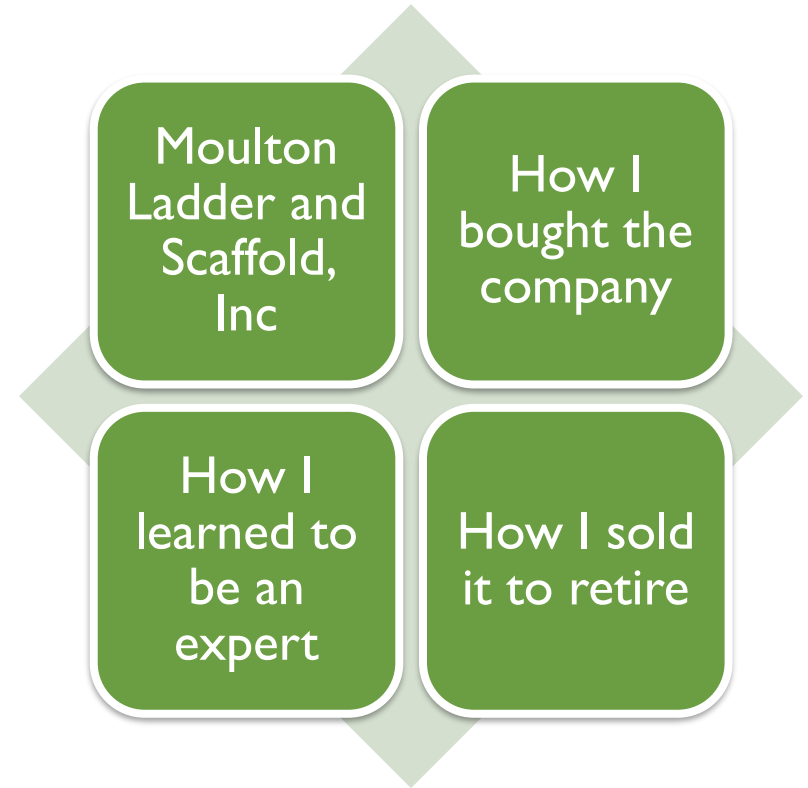 Moulton
Ladder and
Scaffold,
Inc
How I
bought the
company
How I
learned to
be an
expert
How I sold
it to retire